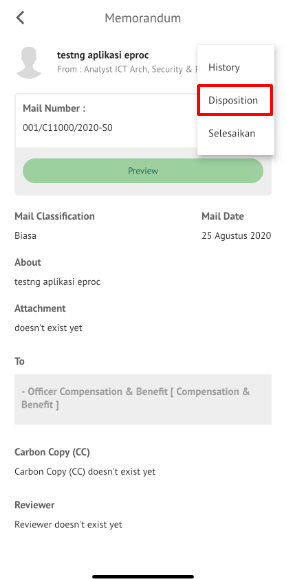 Memorandum
testng aplikasi eproc
From : Analyst ICT Arch, Security &
History
Disposition
Selesaikan
Mail Number :
001/C11000/2020-S0
Preview
Mail Classification
Mail Date
Biasa
25 Agustus 2020
About
testng aplikasi eproc
Attachment
doesn't exist yet
To
- Officer Compensation & Benefit [ Compensation &
Benefit ]
Carbon Copy (CC)
Carbon Copy (CC) doesn't exist yet
Reviewer
Reviewer doesn't exist yet